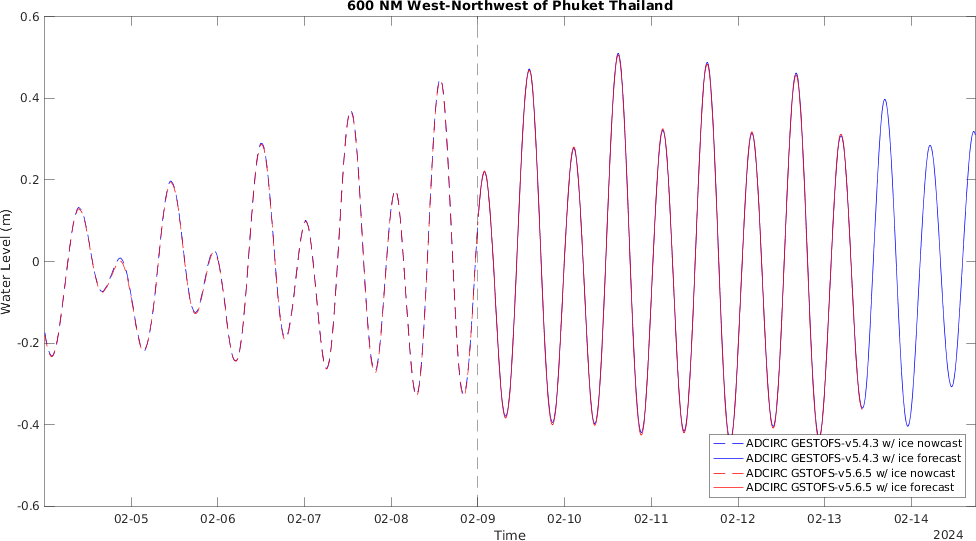 600 NM West-Northwest of Phuket Thailand
0.6
0.4
0.2
0
-0.2
-0.4
-0.6
Water Level (m)
ADCIRC GESTOFS-v5.4.3 w/ ice nowcast
ADCIRC GESTOFS-v5.4.3 w/ ice forecast
ADCIRC GSTOFS-v5.6.5 w/ ice nowcast
ADCIRC GSTOFS-v5.6.5 w/ ice forecast
02-05 02-06 02-07 02-08 02-09 02-10 02-11 02-12 02-13 02-14
Time
2024